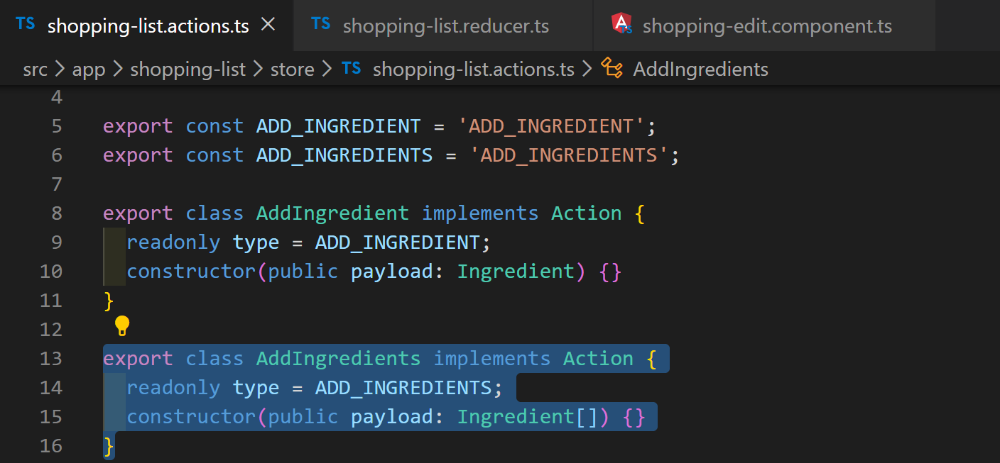 TS shopping-list.actions.ts × TS shopping-list.reducer.ts shopping-edit.component.ts
src > app > shopping-list > store > TS shopping-list.actions.ts > AddIngredients
4
5 export const ADD_INGREDIENT = 'ADD_INGREDIENT';
6 export const ADD_INGREDIENTS = 'ADD_INGREDIENTS';
7
8 export class AddIngredient implements Action {
9 readonly type = ADD_INGREDIENT;
10 constructor(public payload: Ingredient) {}
11 }
12
13 export class AddIngredients implements Action {
14 readonly type = ADD_INGREDIENTS;
15 constructor(public payload: Ingredient[]) {}
16 }